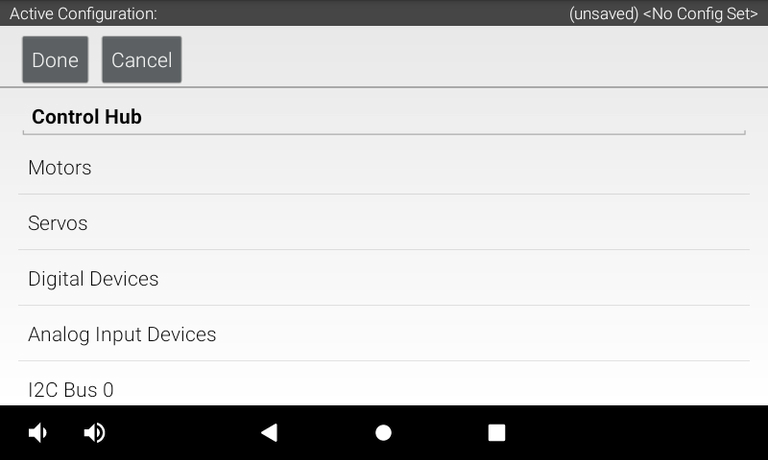 Active Configuration: (unsaved) <No Config Set>
Done Cancel
Control Hub
Motors
Servos
Digital Devices
Analog Input Devices
I2C Bus 0